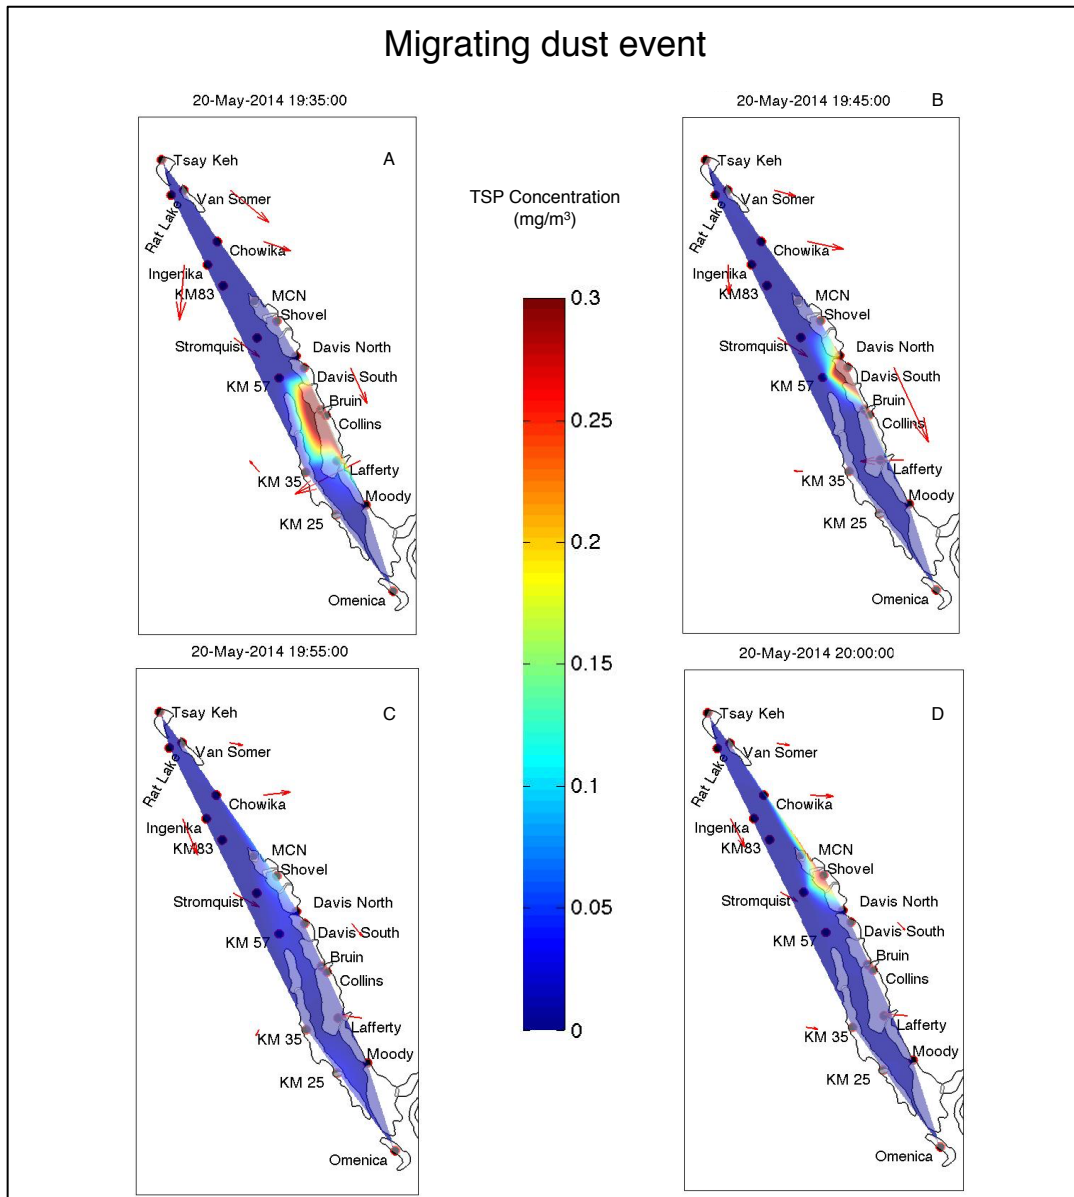 Migrating dust event
20-May-2014 19:35:00
A
Tsay Keh
Van Somer
Rat Lake
Chowika
Ingenika
KM83
MCN
Shovel
Stromquist
Davis North
KM 57
Davis South
Bruin
Collins
Lafferty
KM 35
Moody
KM 25
Omenica
TSP Concentration
(mg/m³)
0.3
0.25
0.2
0.15
0.1
0.05
0
20-May-2014 19:45:00
B
Tsay Keh
Van Somer
Rat Lake
Chowika
Ingenika
KM83
MCN
Shovel
Stromquist
Davis North
KM 57
Davis South
Bruin
Collins
Lafferty
KM 35
Moody
KM 25
Omenica
20-May-2014 19:55:00
C
Tsay Keh
Van Somer
Rat Lake
Chowika
Ingenika
KM83
MCN
Shovel
Stromquist
Davis North
Davis South
KM 57
Bruin
Collins
Lafferty
KM 35
Moody
KM 25
Omenica
20-May-2014 20:00:00
D
Tsay Keh
Van Somer
Rat Lake
Chowika
Ingenika
KM83
MCN
Shovel
Stromquist
Davis North
Davis South
KM 57
Bruin
Collins
Lafferty
KM 35
Moody
KM 25
Omenica